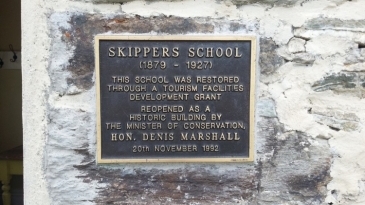 SKIPPERS SCHOOL
(1879 - 1927)
THIS SCHOOL WAS RESTORED
THROUGH A TOURISM FACILITIES
DEVELOPMENT GRANT
REOPENED AS A
HISTORIC BUILDING BY
THE MINISTER OF CONSERVATION,
HON. DENIS MARSHALL
20th NOVEMBER 1992